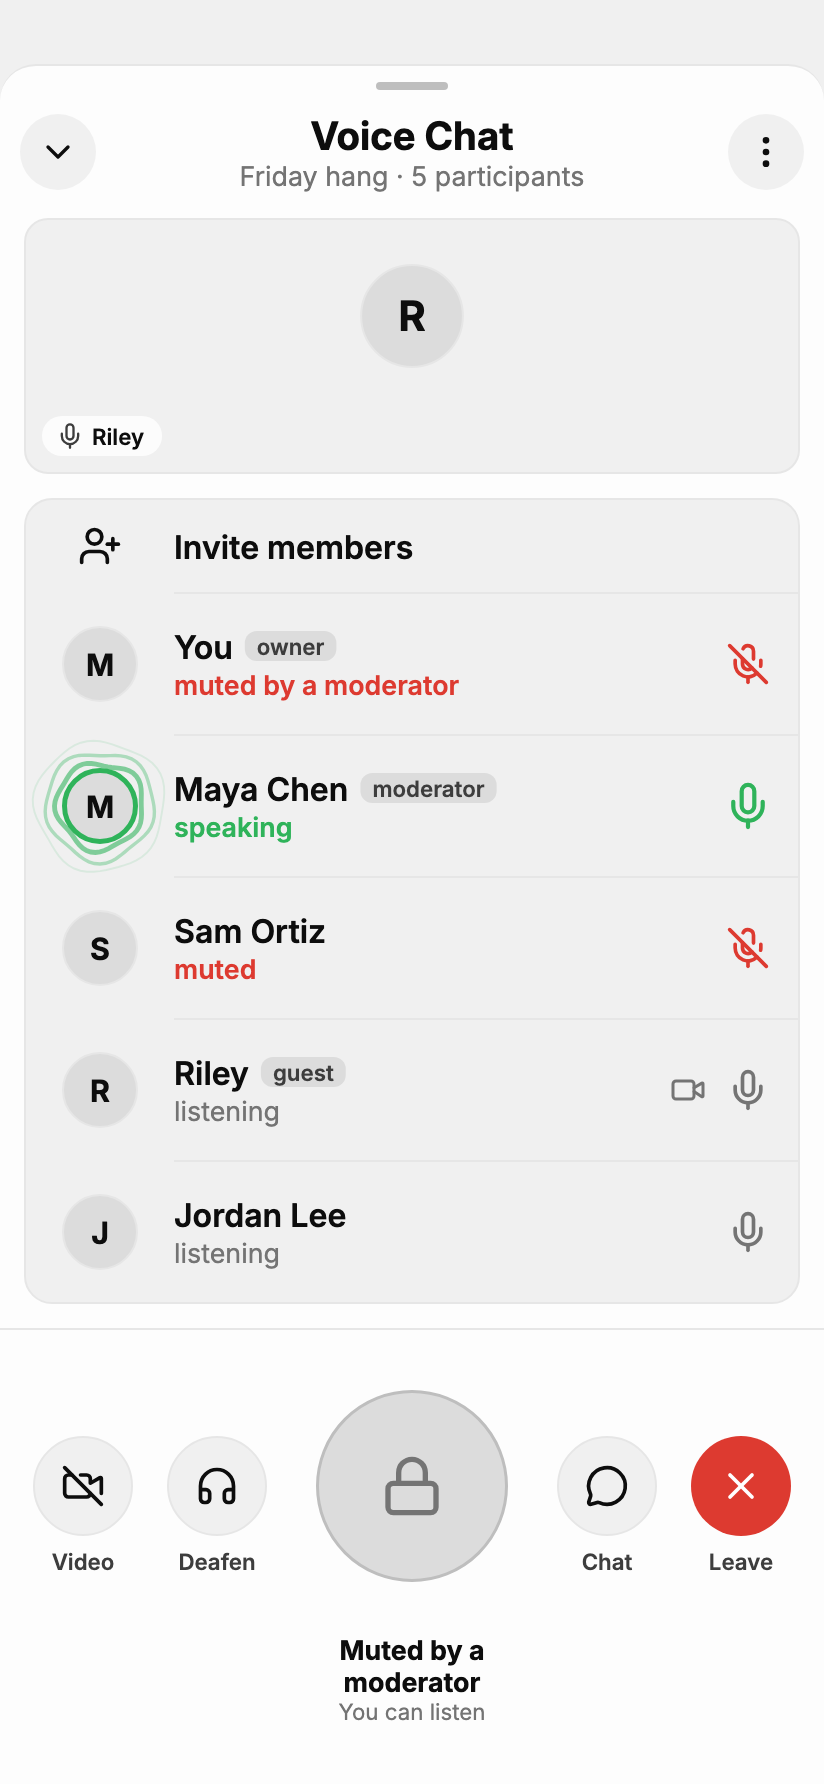 Voice Chat
Friday hang · 5 participants
R
Riley
Invite members
M
You owner
muted by a moderator
M
Maya Chen moderator
speaking
S
Sam Ortiz
muted
R
Riley guest
listening
J
Jordan Lee
listening
Video
Deafen
Chat
Leave
Muted by a
moderator
You can listen